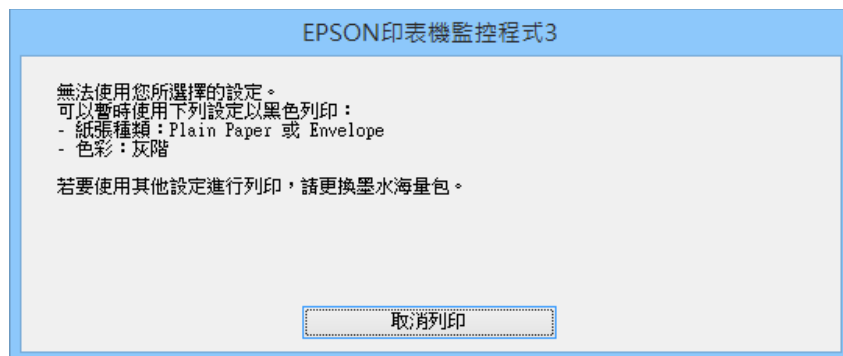 EPSON印表機監控程式3
無法使用您所選擇的設定。
可以暫時使用下列設定以黑色列印：
- 紙張種類：Plain Paper 或 Envelope
- 色彩：灰階
若要使用其他設定進行列印，請更換墨水海量包。
取消列印